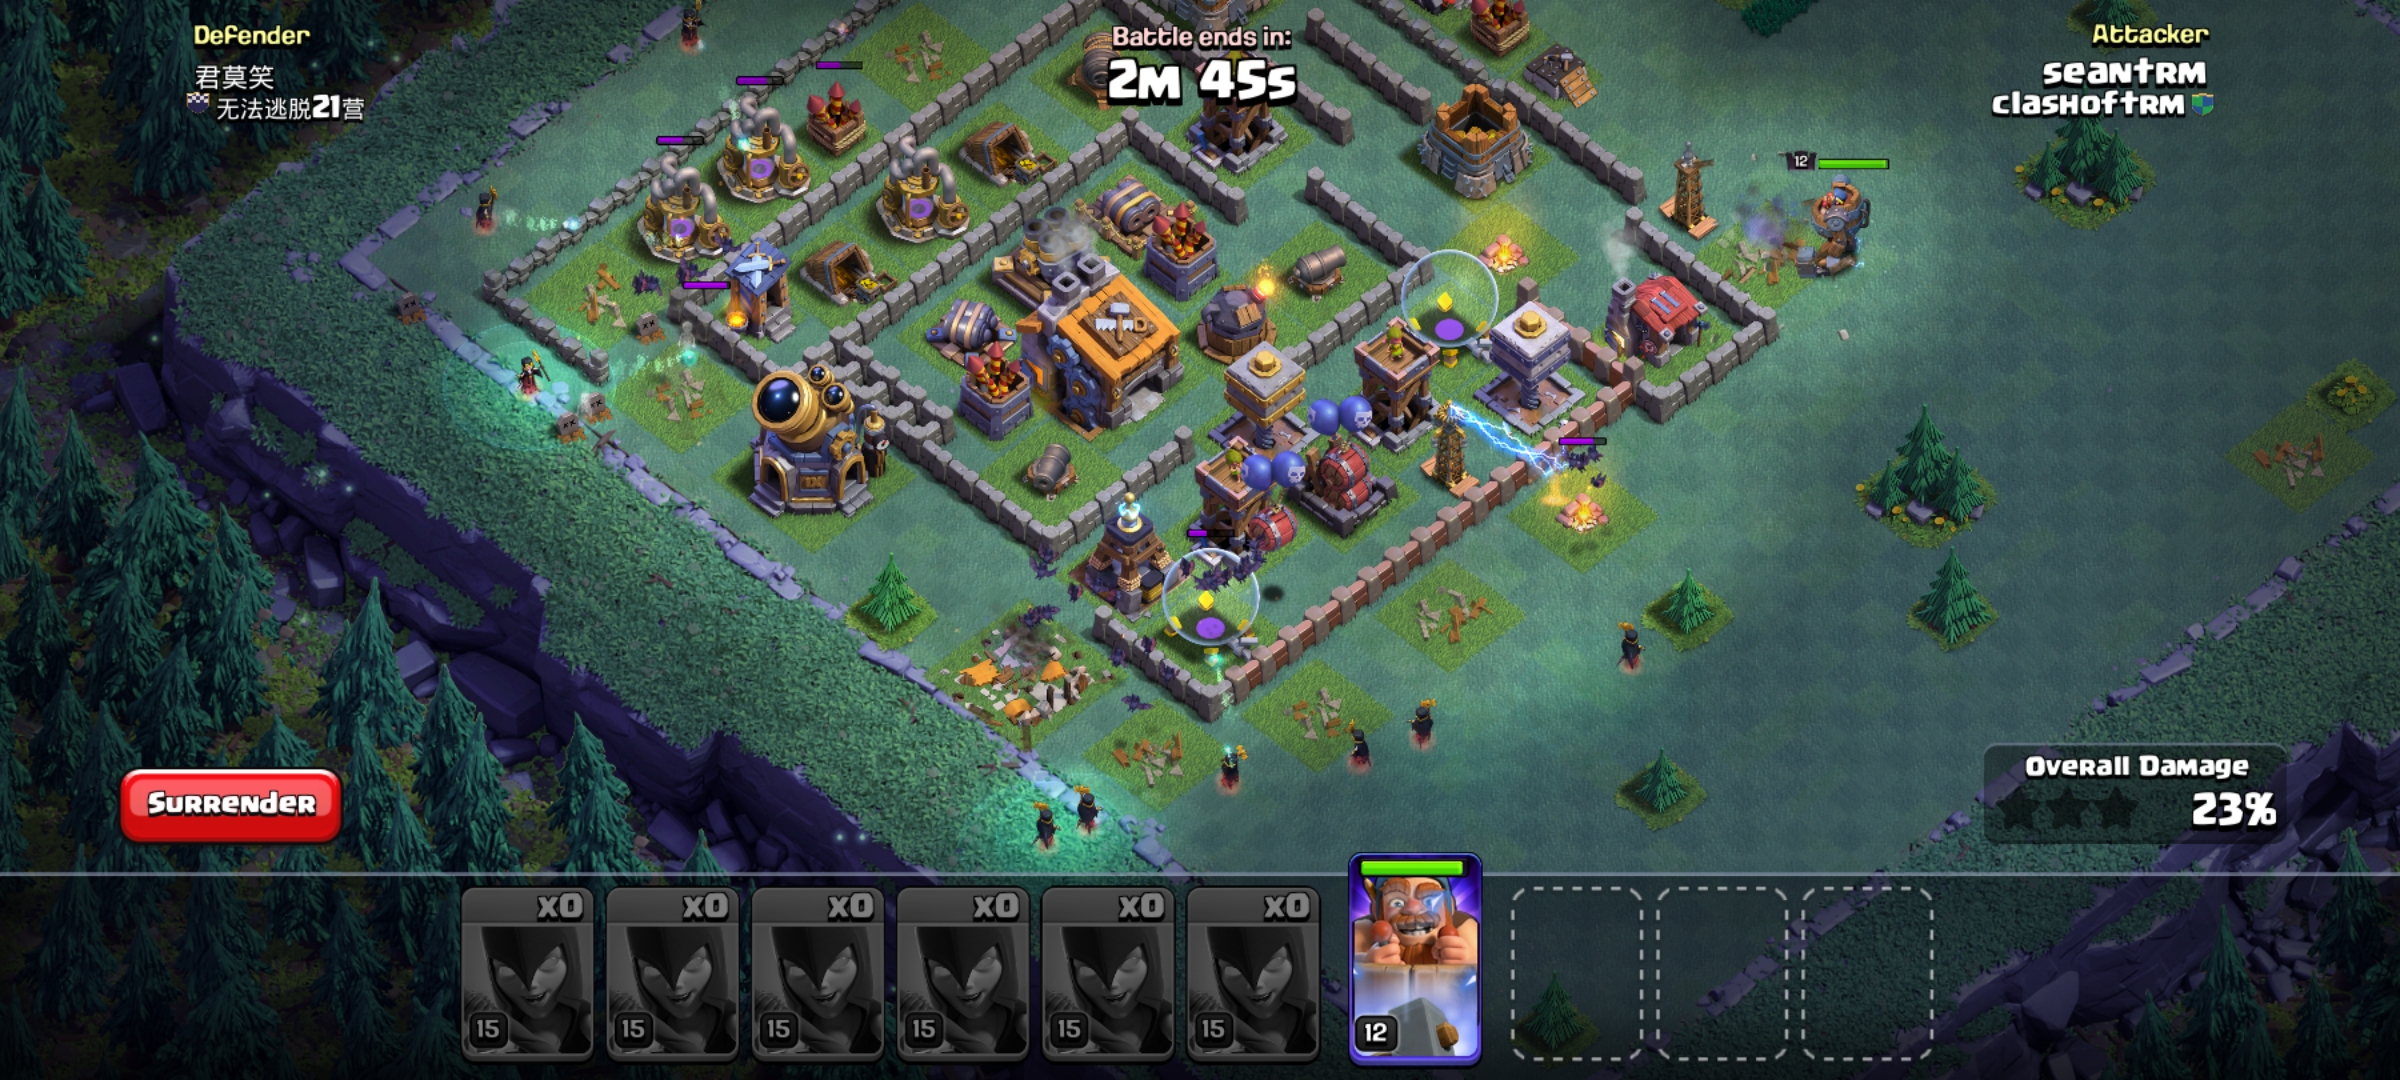 Defender
君莫笑
无法逃脱21营
Battle ends in:
2M 45s
Attacker
seantrm
clashoftrm
12
Surrender
Overall Damage
23%
x0
x0
x0
x0
x0
x0
15
15
15
15
15
15
12